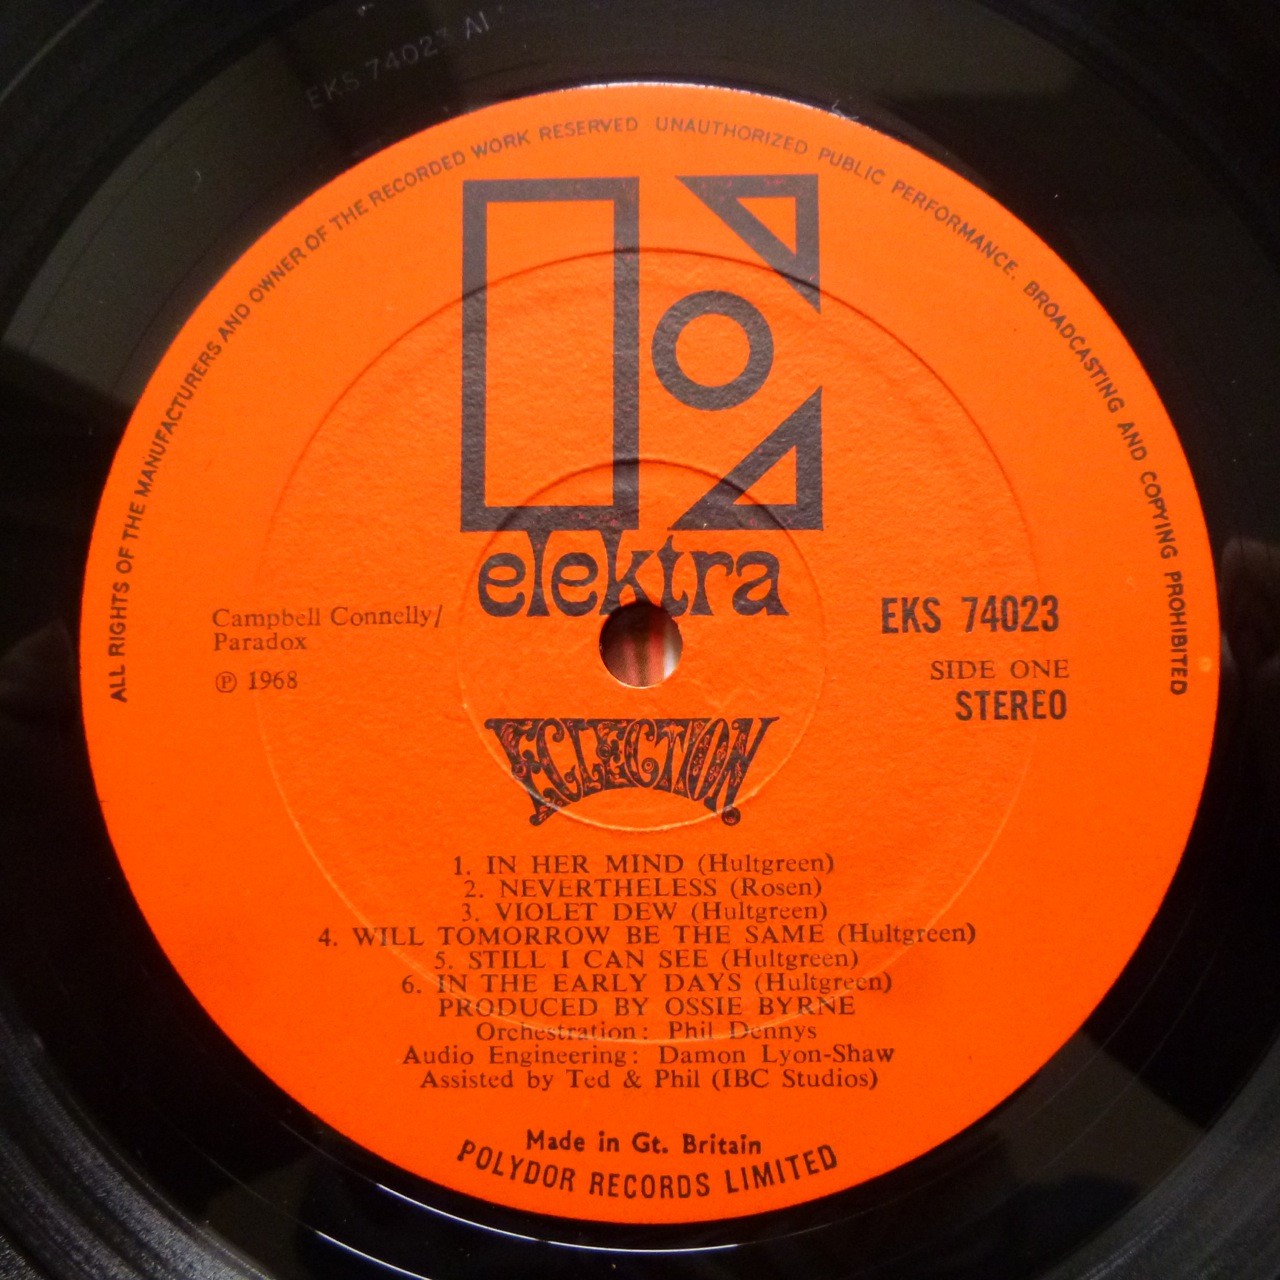 EKS 74023 A1
ALL RIGHTS OF THE MANUFACTURERS AND OWNER OF THE RECORDED WORK RESERVED UNAUTHORIZED PUBLIC PERFORMANCE. BROADCASTING AND COPYING PROHIBITED
elektra
Campbell Connelly/
Paradox
℗ 1968
EKS 74023
SIDE ONE
STEREO
ECLECTION
1. IN HER MIND (Hultgreen)
2. NEVERTHELESS (Rosen)
3. VIOLET DEW (Hultgreen)
4. WILL TOMORROW BE THE SAME (Hultgreen)
5. STILL I CAN SEE (Hultgreen)
6. IN THE EARLY DAYS (Hultgreen)
PRODUCED BY OSSIE BYRNE
Orchestration: Phil Dennys
Audio Engineering: Damon Lyon-Shaw
Assisted by Ted & Phil (IBC Studios)
Made in Gt. Britain
POLYDOR RECORDS LIMITED